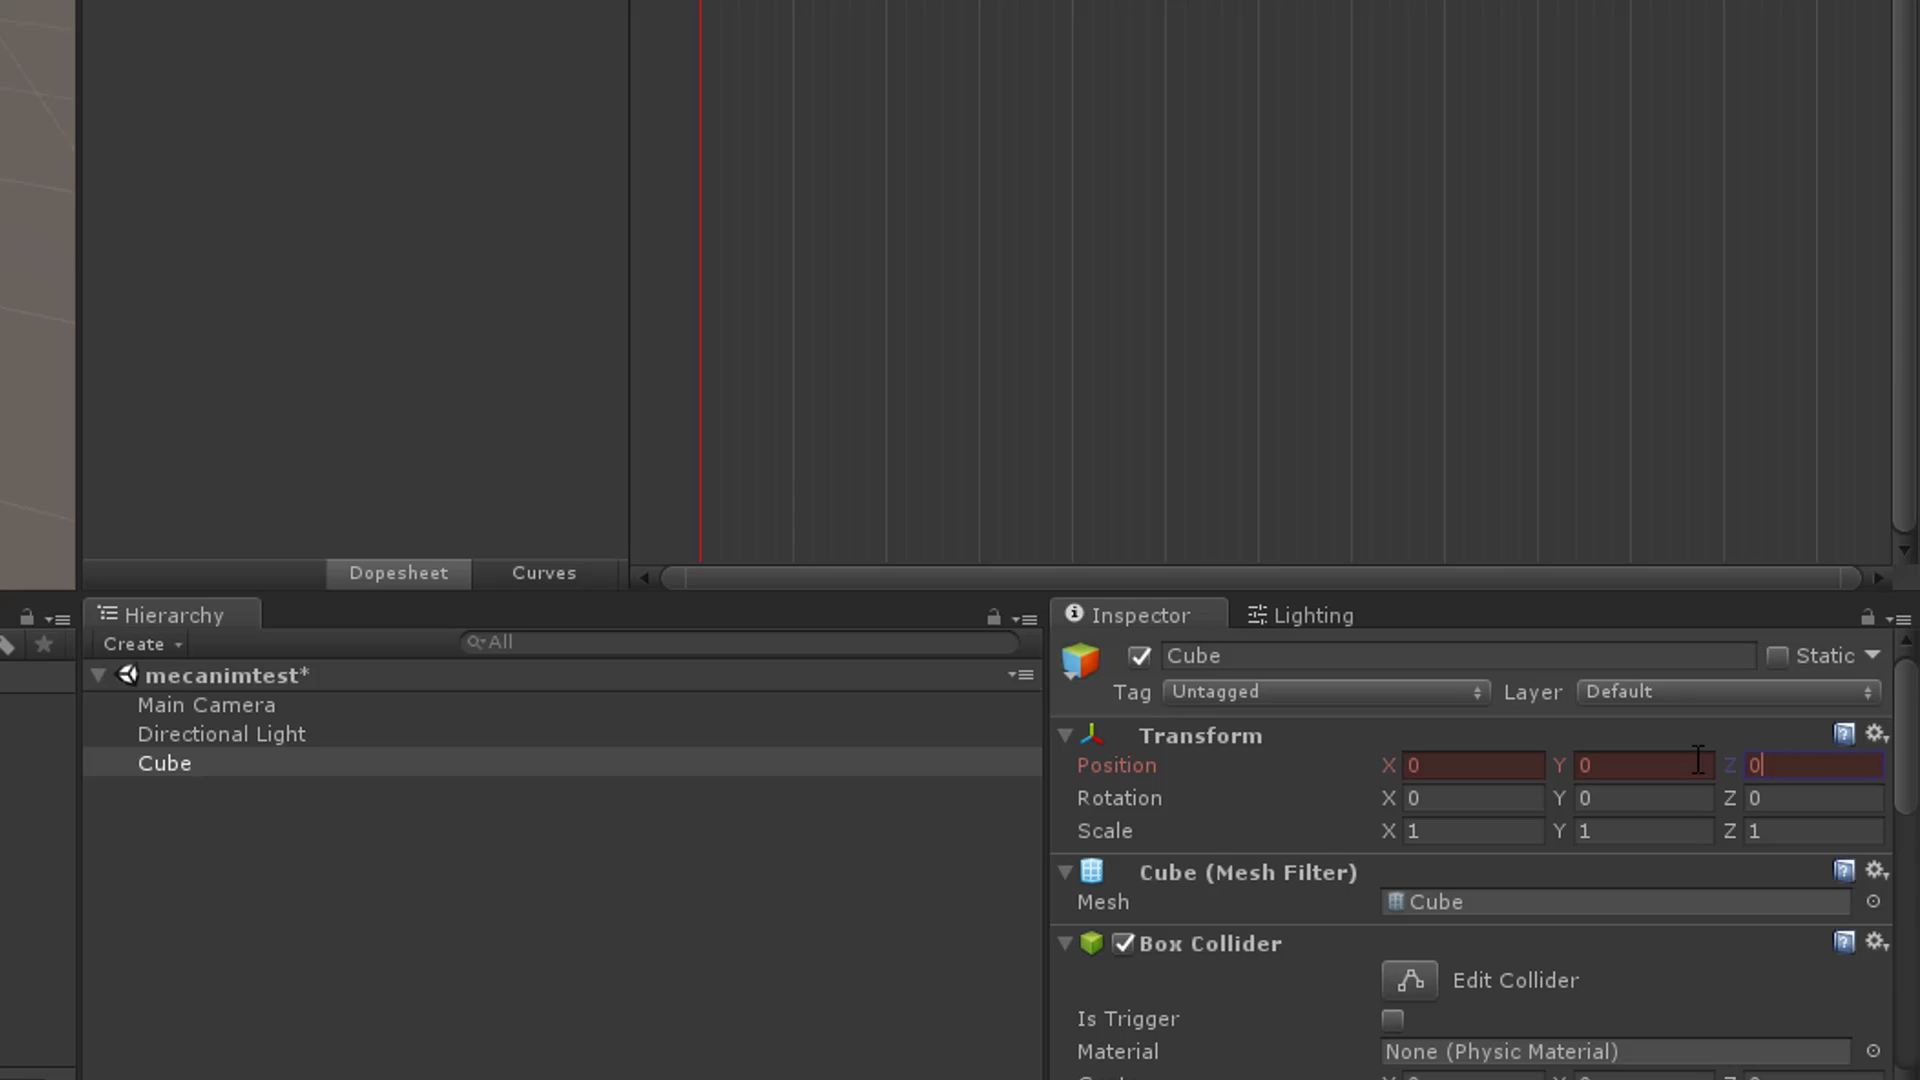 Dopesheet Curves
Hierarchy
Create All
mecanimtest*
Main Camera
Directional Light
Cube
Inspector Lighting
Cube Static
Tag Untagged Layer Default
Transform
Position X 0 Y 0 Z 0
Rotation X 0 Y 0 Z 0
Scale X 1 Y 1 Z 1
Cube (Mesh Filter)
Mesh Cube
Box Collider
Edit Collider
Is Trigger
Material None (Physic Material)